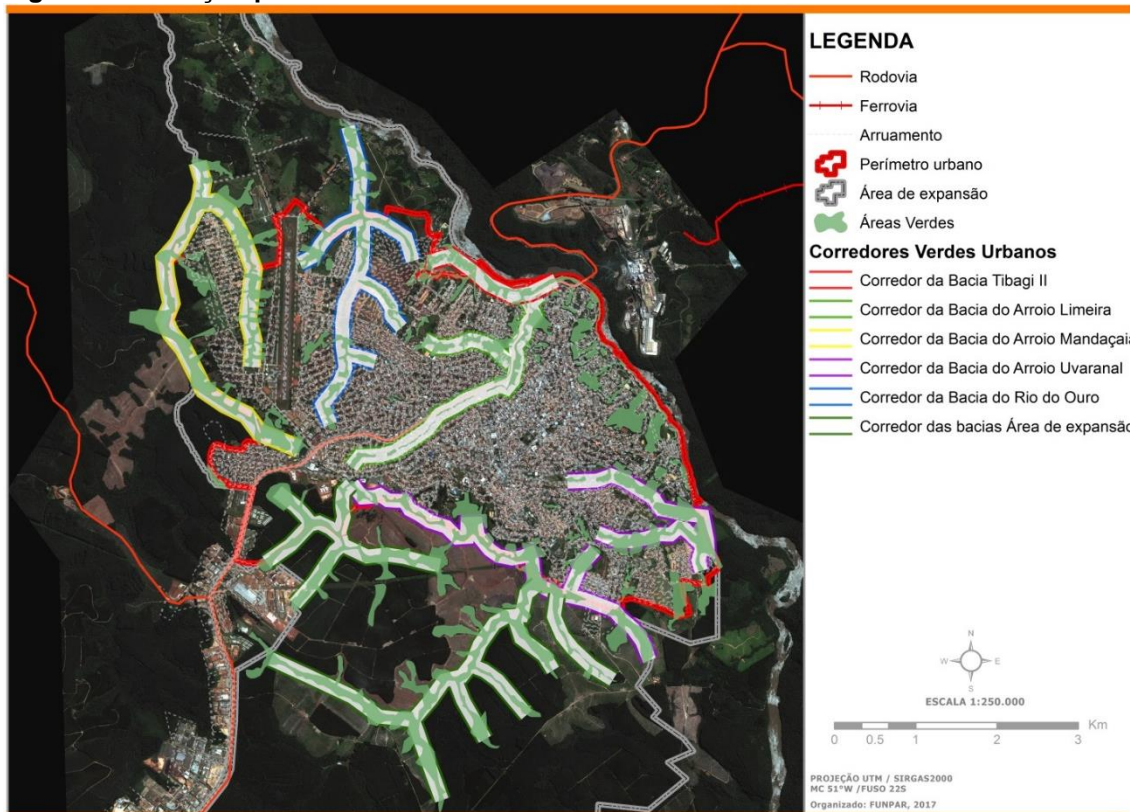 LEGENDA
Rodovia
Ferrovia
Arruamento
Perímetro urbano
Área de expansão
Áreas Verdes
Corredores Verdes Urbanos
Corredor da Bacia Tibagi II
Corredor da Bacia do Arroio Limeira
Corredor da Bacia do Arroio Mandaçaia
Corredor da Bacia do Arroio Uvaranal
Corredor da Bacia do Rio do Ouro
Corredor das bacias Área de expansão
N
W E
S
ESCALA 1:250.000
Km
0 0.5 1 2 3
PROJEÇÃO UTM / SIRGAS2000
MC 51°W /FUSO 22S
Organizado: FUNPAR, 2017